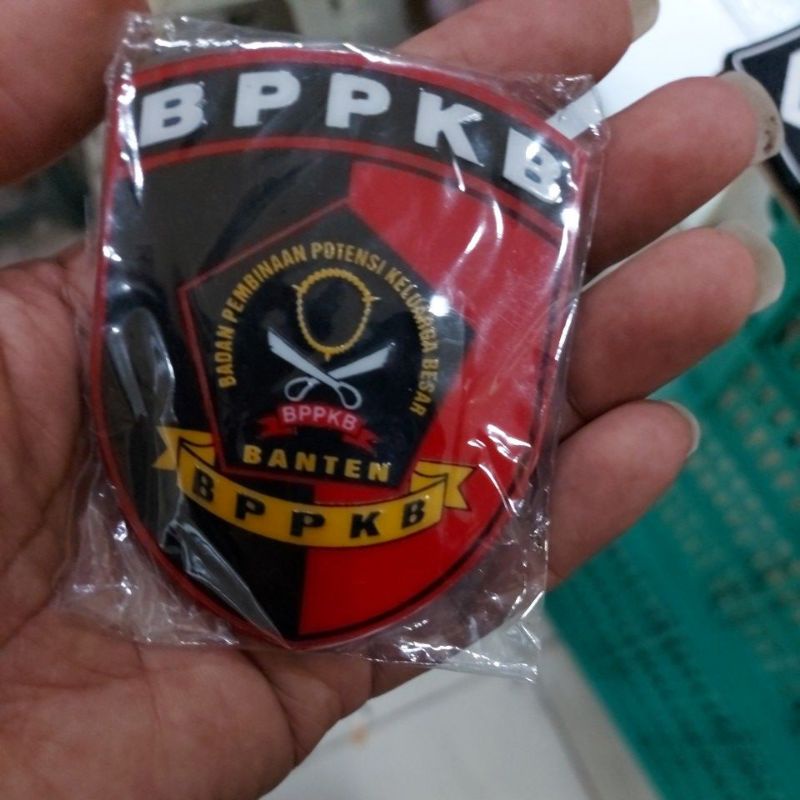 BPPKB
BADAN PEMBINAAN POTENSI KELUARGA BESAR
BPPKB
BANTEN
BPPKB